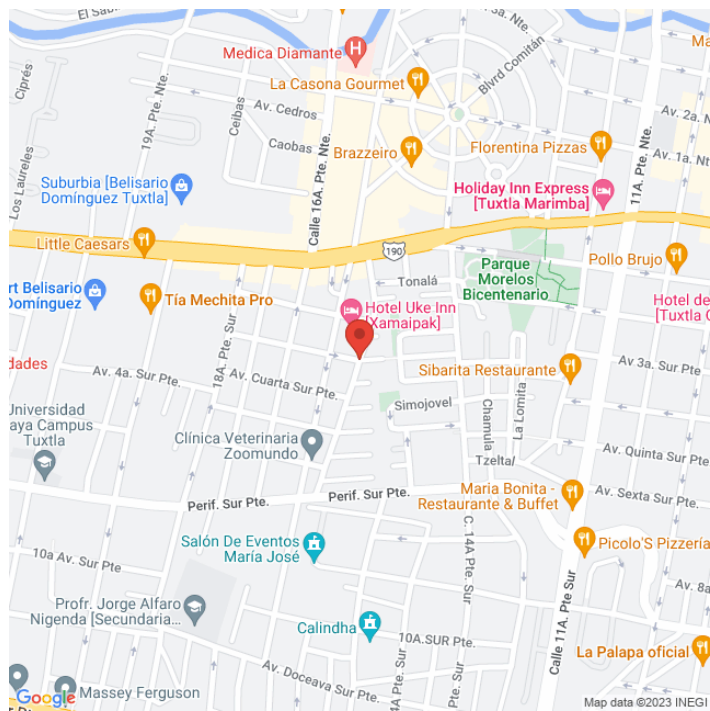 El Sabi
3a. Nte.
Medica Diamante
H
Blvrd Comitán
Ma
La Casona Gourmet
Ciprés
19A. Pte. Nte.
Ceibas
Av. Cedros
Calle 16A. Pte. Nte.
Av. 2a. N
11A. Pte. Nte.
Caobas
Brazzeiro
Florentina Pizzas
Av. 1a. Nt
Los Laureles
Suburbia [Belisario
Domínguez Tuxtla]
Holiday Inn Express
[Tuxtla Marimba]
Little Caesars
190
Parque
Morelos
Bicentenario
Pollo Brujo
Tonalá
rt Belisario
Domínguez
Tía Mechita Pro
Hotel Uke Inn
[Xamaipak]
Hotel de
[Tuxtla
18A. Pte. Sur
dades
Av. 4a. Sur Pte.
Av. Cuarta Sur Pte.
Sibarita Restaurante
Av 3a. Sur Pte.
La Lomita
Simojovel
Chamula
Universidad
aya Campus
Tuxtla
Clínica Veterinaria
Zoomundo
Tzeltal
Av. Quinta Sur Pte.
Perif. Sur Pte.
Perif. Sur Pte.
Maria Bonita -
Restaurante & Buffet
Av. Sexta Sur Pte.
Salón De Eventos
María José
C. 14A Pte. Sur
Picolo'S Pizzería
10a Av. Sur Pte
Av. 8a
Profr. Jorge Alfaro
Nigenda [Secundaria...
Calindha
10A.SUR Pte.
Calle 11A. Pte Sur
La Palapa oficial
Av. Doceava Sur Pte.
4A Pte. Sur
Pte. Sur
Massey Ferguson
Google
Map data ©2023 INEGI